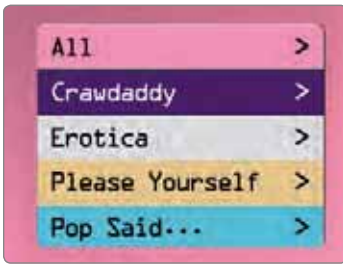 All >
Crawdaddy >
Erotica >
Please Yourself >
Pop Said... >